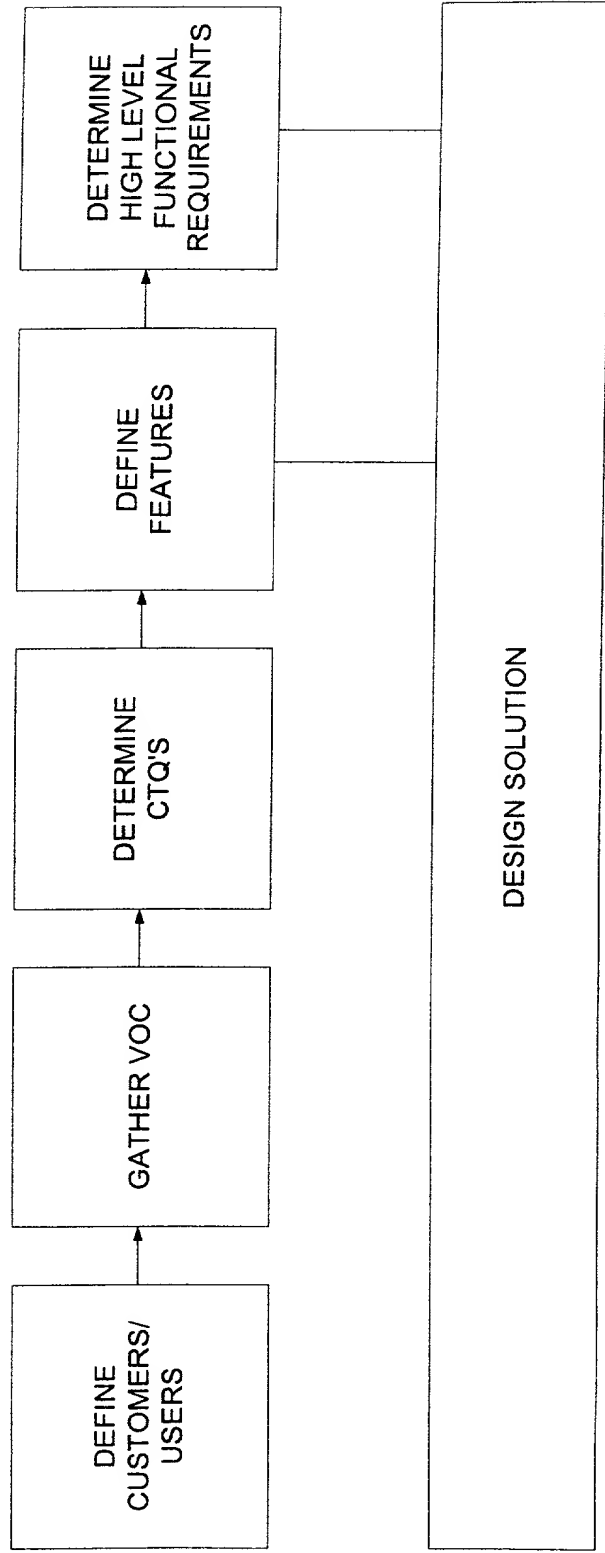 DEFINE
CUSTOMERS/
USERS
GATHER VOC
DETERMINE
CTQ'S
DEFINE
FEATURES
DETERMINE
HIGH LEVEL
FUNCTIONAL
REQUIREMENTS
DESIGN SOLUTION